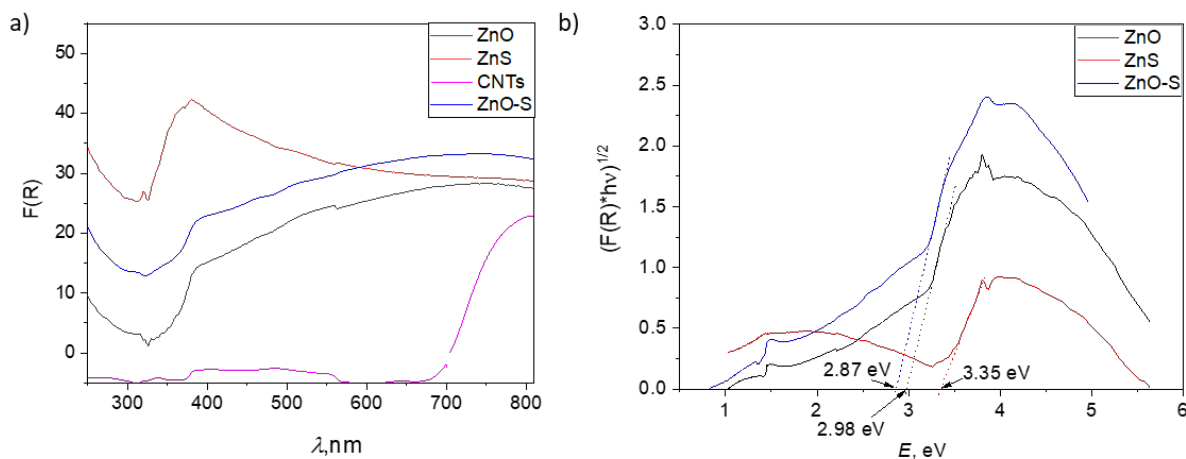 a)
F(R)
50
40
30
20
10
0
300
400
500
600
700
800
λ,nm
ZnO
ZnS
CNTs
ZnO-S
b)
(F(R)*hν)1/2
3.0
2.5
2.0
1.5
1.0
0.5
0.0
1
2
3
4
5
6
E, eV
ZnO
ZnS
ZnO-S
2.87 eV
2.98 eV
3.35 eV